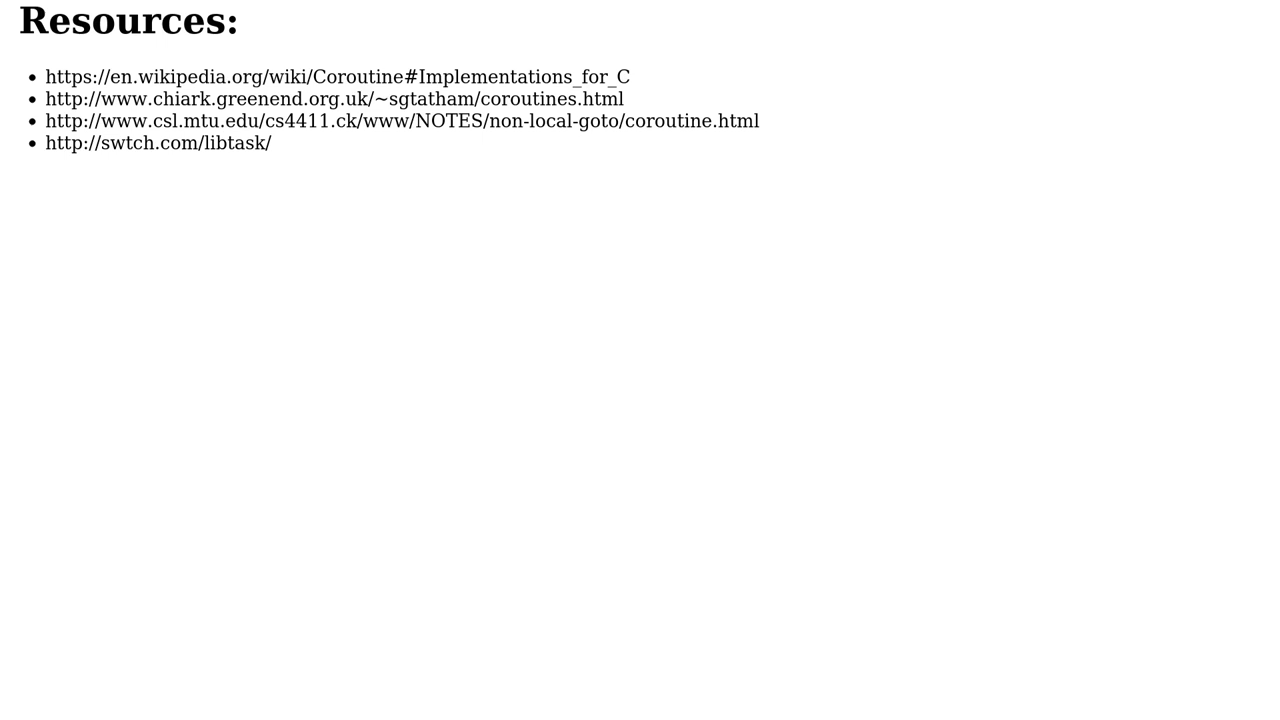 Resources:
• https://en.wikipedia.org/wiki/Coroutine#Implementations_for_C
• http://www.chiark.greenend.org.uk/~sgtatham/coroutines.html
• http://www.csl.mtu.edu/cs4411.ck/www/NOTES/non-local-goto/coroutine.html
• http://swtch.com/libtask/